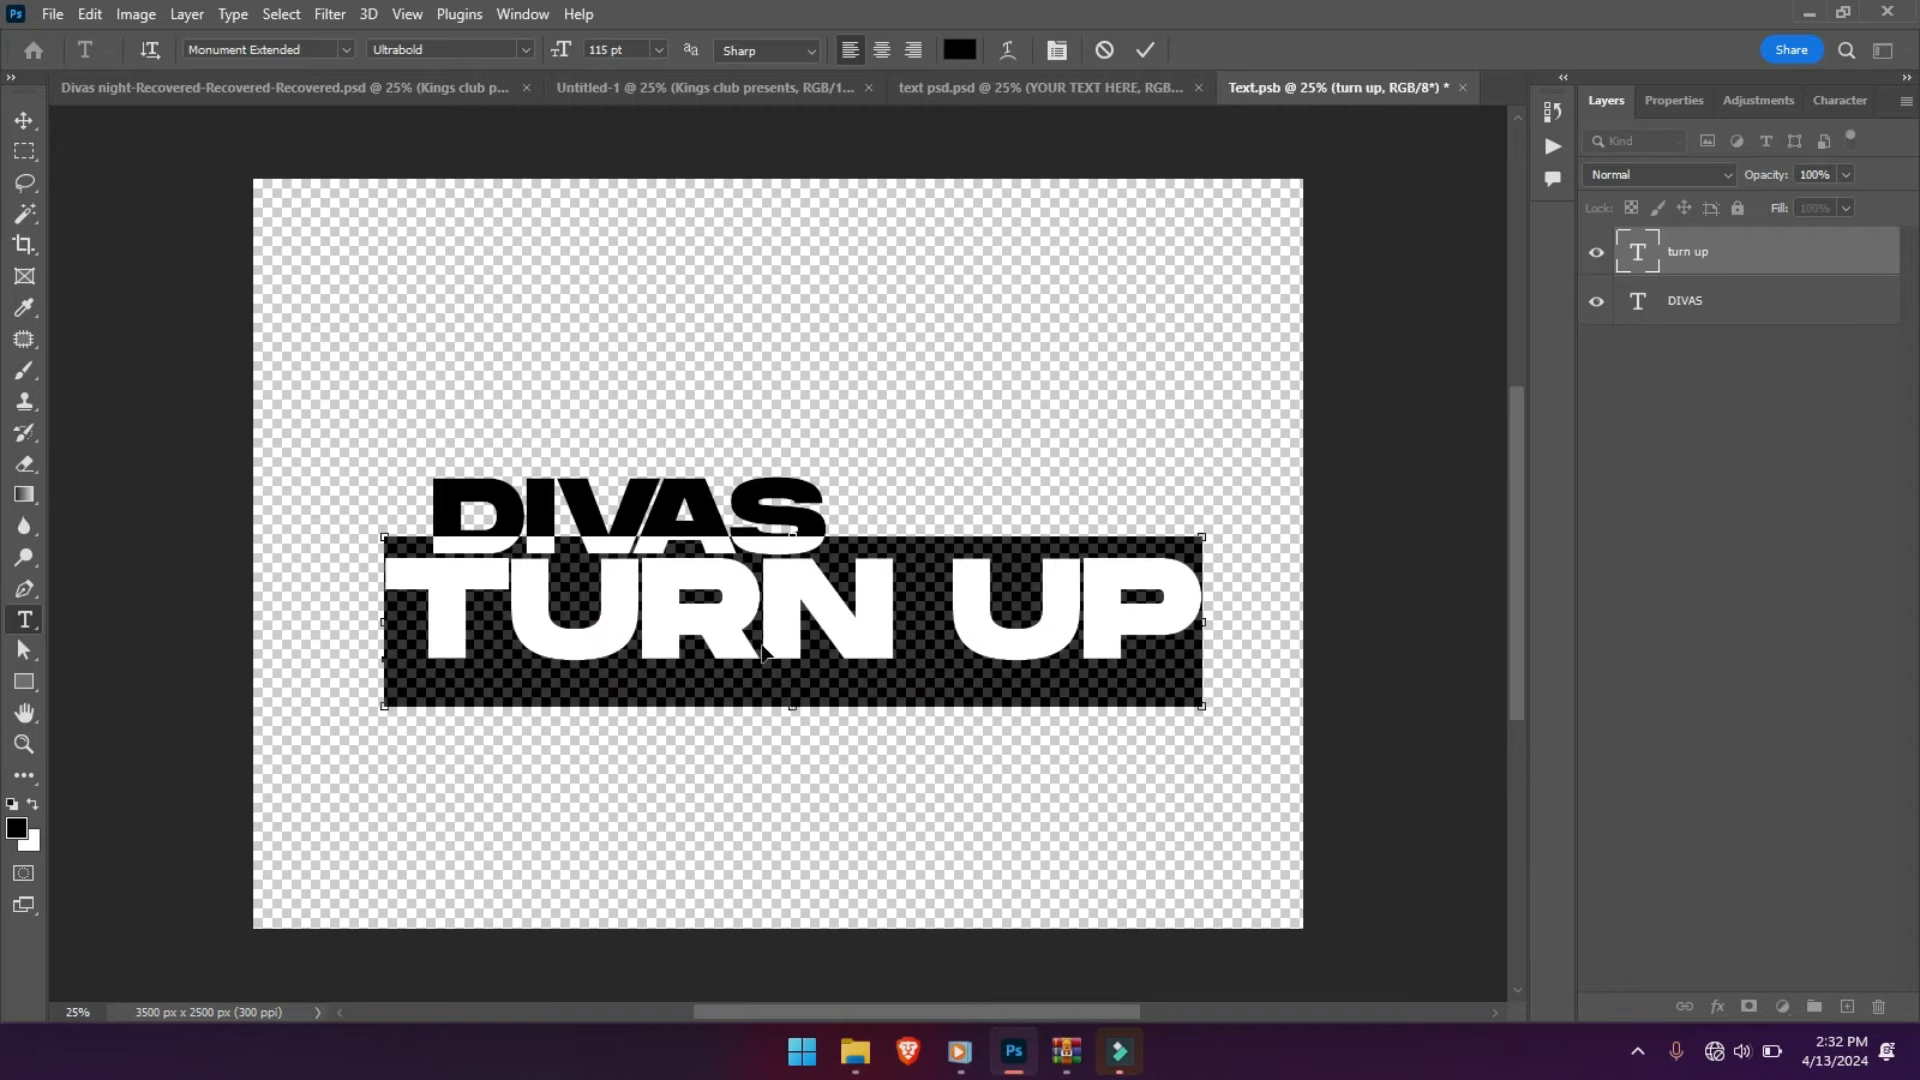 Ps File Edit Image Layer Type Select Filter 3D View Plugins Window Help
T Monument Extended Ultrabold 115 pt Sharp Share
Divas night-Recovered-Recovered-Recovered.psd @ 25% (Kings club p... × Untitled-1 @ 25% (Kings club presents, RGB/1... × text psd.psd @ 25% (YOUR TEXT HERE, RGB... × Text.psb @ 25% (turn up, RGB/8*) * ×
Layers Properties Adjustments Character
Kind
Normal Opacity: 100%
Lock: Fill: 100%
T turn up
T DIVAS
DIVAS
TURN UP
25% 3500 px x 2500 px (300 ppi)
Ps
2:32 PM
4/13/2024